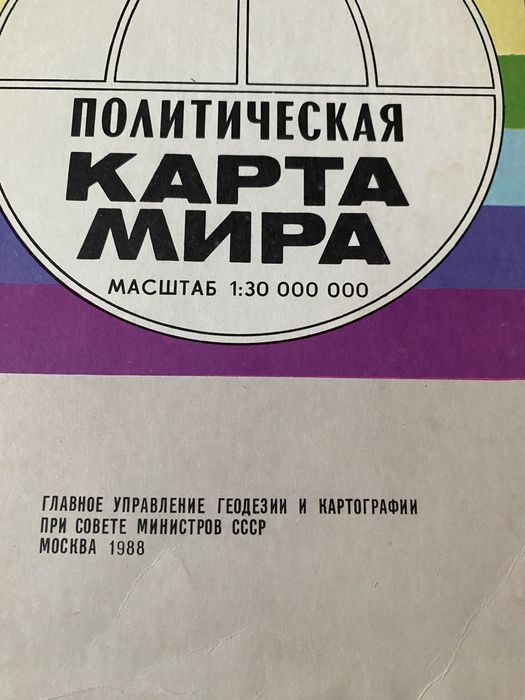 ПОЛИТИЧЕСКАЯ
КАРТА
МИРА
МАСШТАБ 1:30 000 000
ГЛАВНОЕ УПРАВЛЕНИЕ ГЕОДЕЗИИ И КАРТОГРАФИИ
ПРИ СОВЕТЕ МИНИСТРОВ СССР
МОСКВА 1988